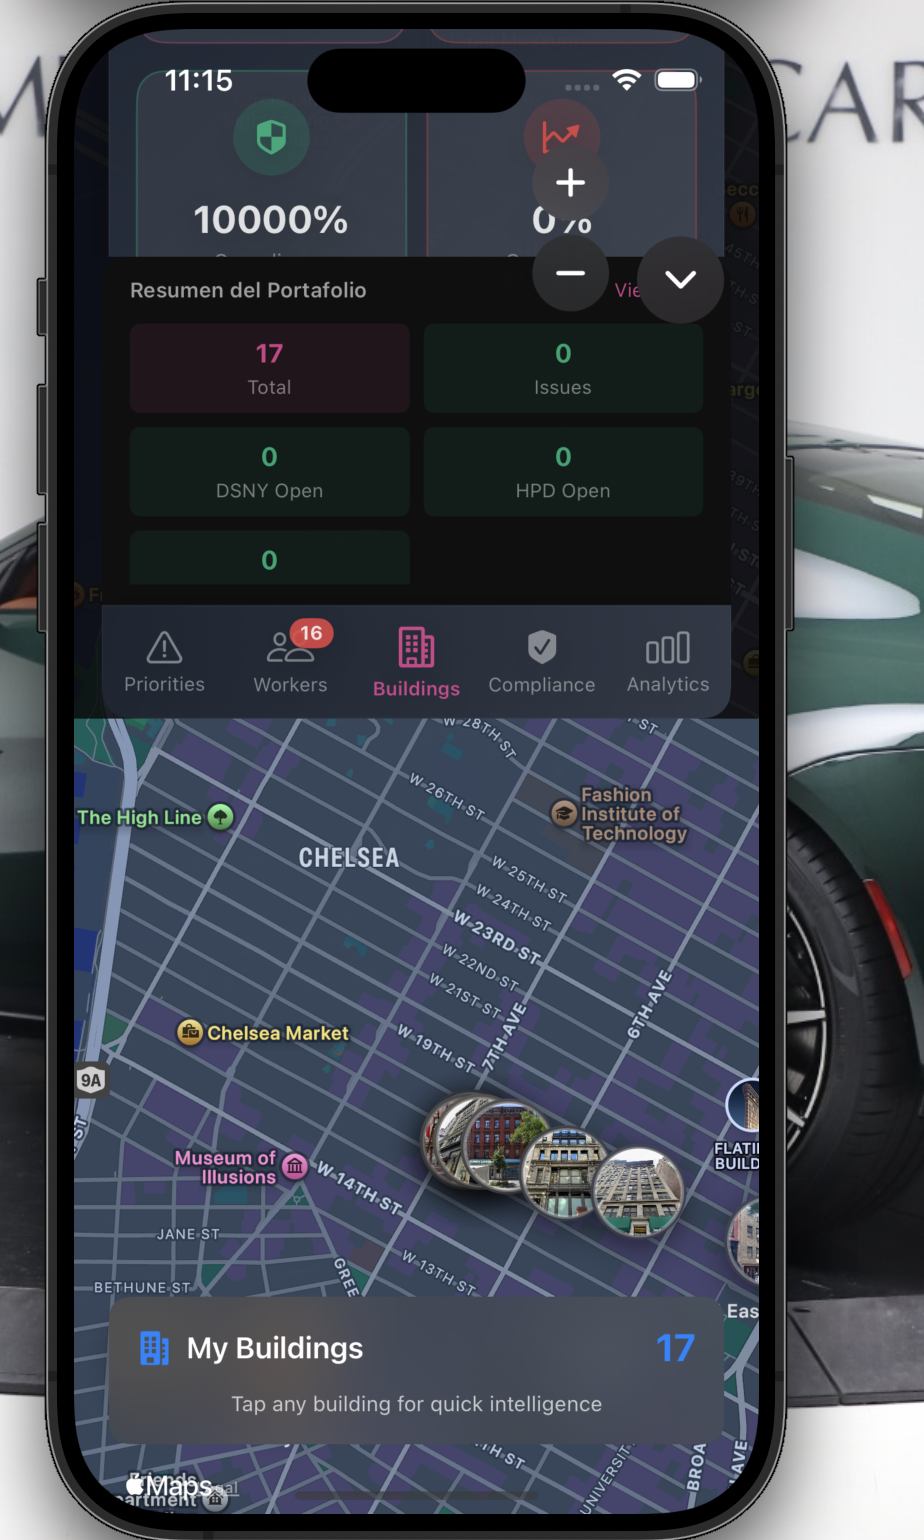 11:15
10000%
0%
Resumen del Portafolio
17
Total
0
Issues
0
DSNY Open
0
HPD Open
0
Priorities
16
Workers
Buildings
Compliance
Analytics
W 28TH ST
W 26TH ST
The High Line
Fashion
Institute of
Technology
CHELSEA
W 25TH ST
W 24TH ST
W 23RD ST
W 22ND ST
W 21ST ST
6TH AVE
7TH AVE
W 19TH ST
Chelsea Market
9A
Museum of
Illusions
W 14TH ST
JANE ST
W 13TH ST
BETHUNE ST
My Buildings
17
Tap any building for quick intelligence
BROA
AVE
UNIVERSIT
Maps